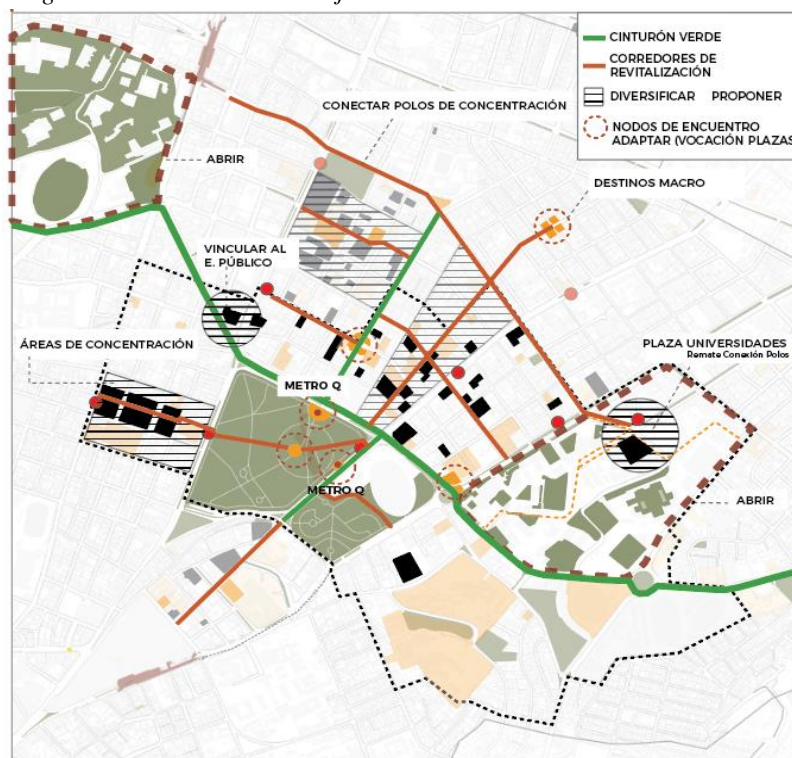 CINTURÓN VERDE
CORREDORES DE
REVITALIZACIÓN
DIVERSIFICAR PROPONER
NODOS DE ENCUENTRO
ADAPTAR (VOCACIÓN PLAZAS)
CONECTAR POLOS DE CONCENTRACIÓN
ABRIR
DESTINOS MACRO
VINCULAR AL
E. PÚBLICO
ÁREAS DE CONCENTRACIÓN
PLAZA UNIVERSIDADES
Remate Conexión Polos
METRO Q
METRO Q
ABRIR